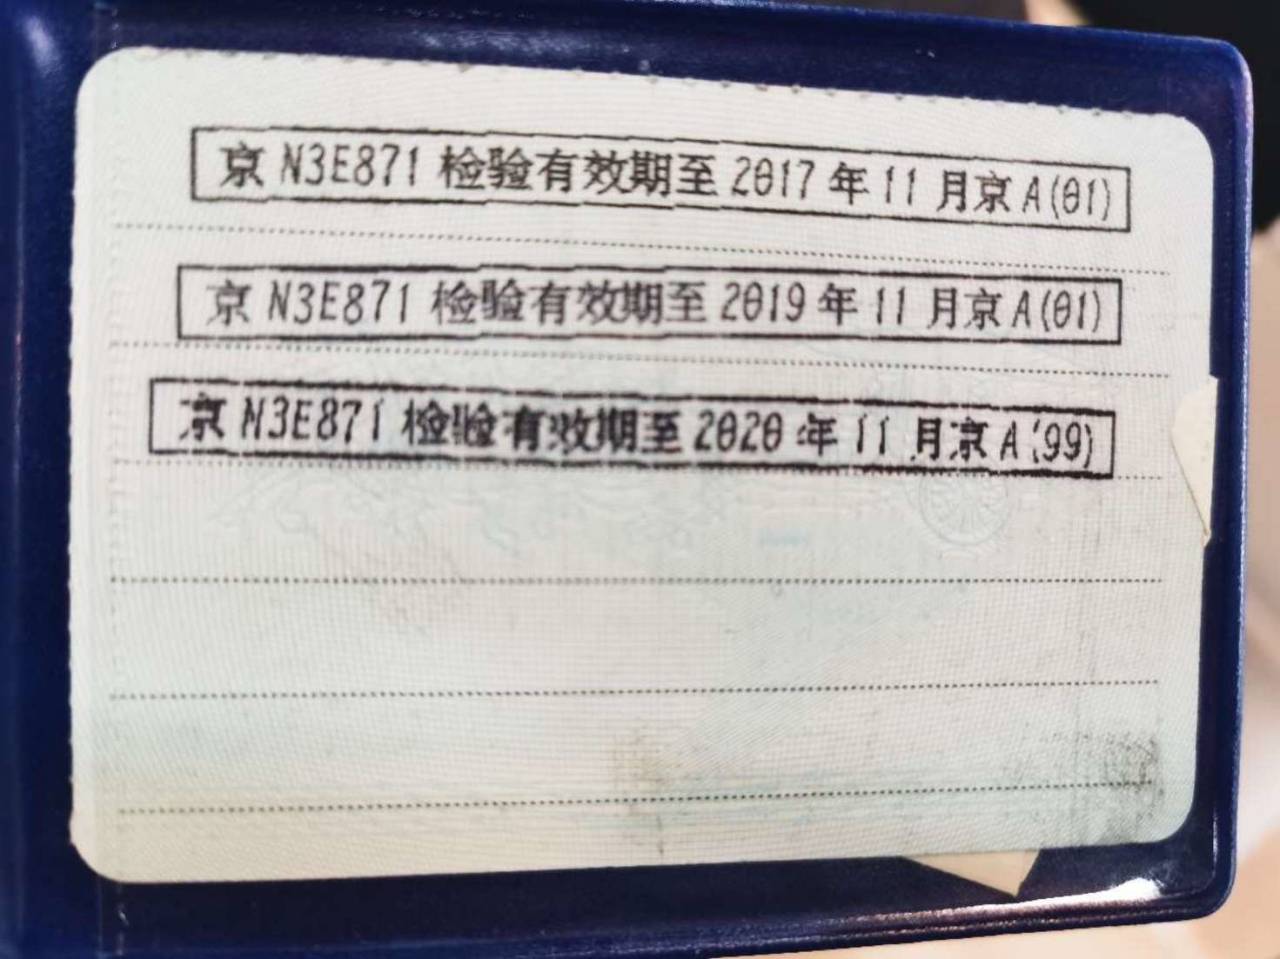 京 N3E871 检验有效期至 2017 年 11 月京 A(01)
京 N3E871 检验有效期至 2019 年 11 月京 A(01)
京 N3E871 检验有效期至 2020 年 11 月京 A(99)